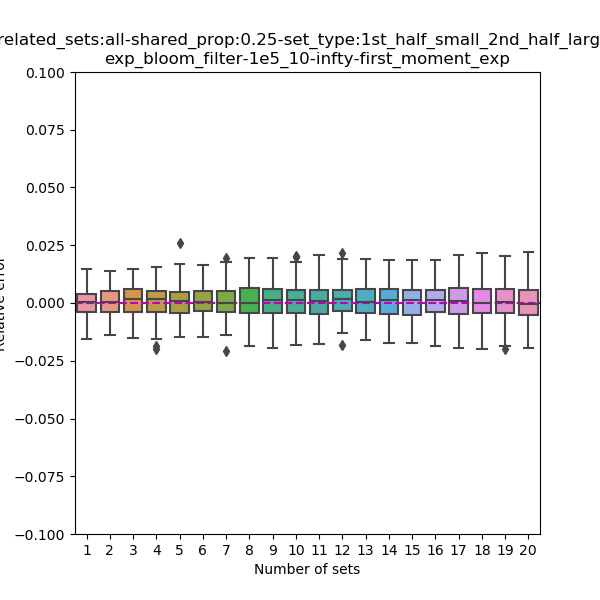 related_sets:all-shared_prop:0.25-set_type:1st_half_small_2nd_half_larg
exp_bloom_filter-1e5_10-infty-first_moment_exp
0.100
0.075
0.050
0.025
0.000
−0.025
−0.050
−0.075
−0.100
Relative error
1 2 3 4 5 6 7 8 9 10 11 12 13 14 15 16 17 18 19 20
Number of sets